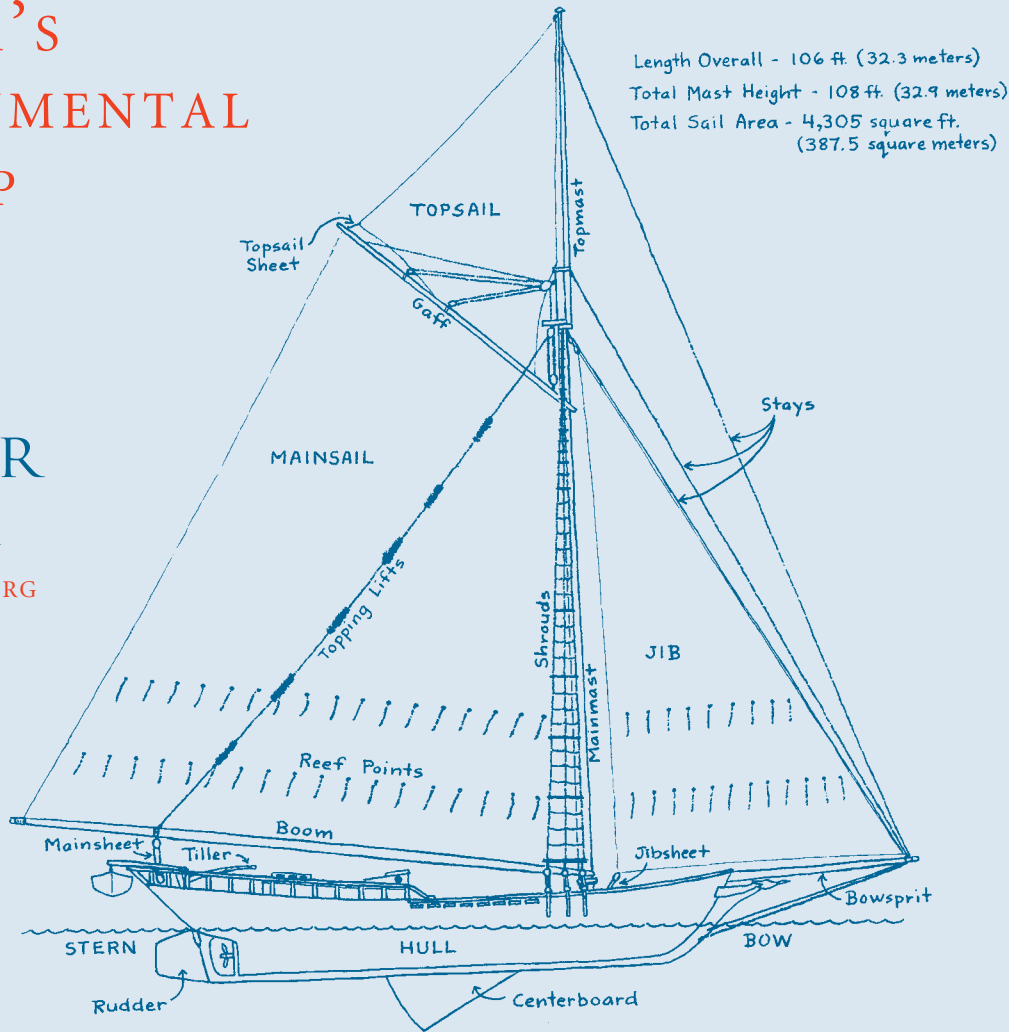 ’S
NMENTAL
P
R
RG
Length Overall - 106 ft. (32.3 meters)
Total Mast Height - 108 ft. (32.9 meters)
Total Sail Area - 4,305 square ft.
(387.5 square meters)
TOPSAIL
Topmast
Topsail
Sheet
Gaff
Stays
MAINSAIL
Topping Lifts
Shrouds
Mainmast
JIB
Reef Points
Boom
Mainsheet
Tiller
Jibsheet
Bowsprit
STERN
HULL
BOW
Rudder
Centerboard